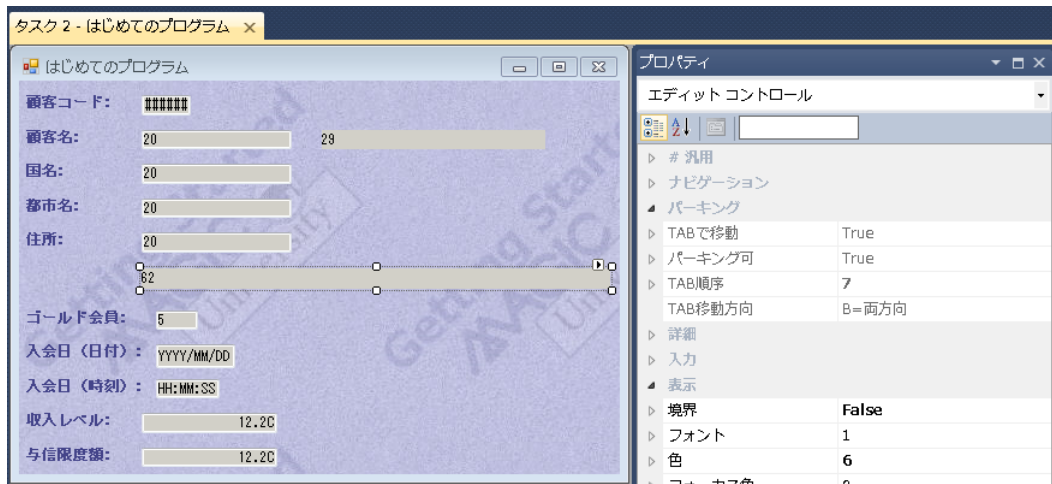 タスク 2 - はじめてのプログラム
はじめてのプログラム
顧客コード: ######
顧客名: 20 29
国名: 20
都市名: 20
住所: 20
62
ゴールド会員: 5
入会日（日付）: YYYY/MM/DD
入会日（時刻）: HH:MM:SS
収入レベル: 12.2C
与信限度額: 12.2C
Getting Started
MAGIC
University
Getting Started
MAGIC
University
プロパティ
エディット コントロール
# 汎用
ナビゲーション
パーキング
TABで移動 True
パーキング可 True
TAB順序 7
TAB移動方向 B=両方向
詳細
入力
表示
境界 False
フォント 1
色 6